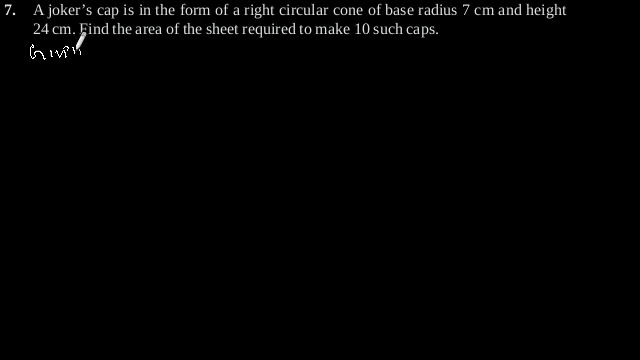 7. A joker's cap is in the form of a right circular cone of base radius 7 cm and height
24 cm. Find the area of the sheet required to make 10 such caps.